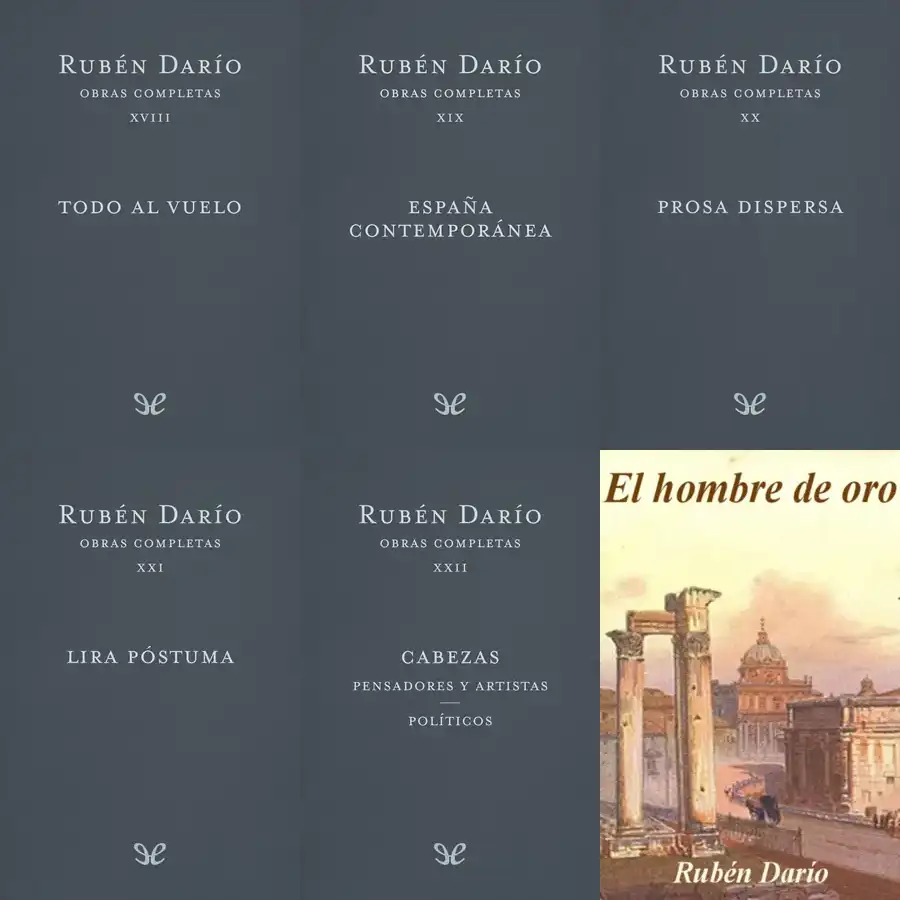 RUBÉN DARÍO
OBRAS COMPLETAS
XVIII
TODO AL VUELO
RUBÉN DARÍO
OBRAS COMPLETAS
XIX
ESPAÑA
CONTEMPORÁNEA
RUBÉN DARÍO
OBRAS COMPLETAS
XX
PROSA DISPERSA
RUBÉN DARÍO
OBRAS COMPLETAS
XXI
LIRA PÓSTUMA
RUBÉN DARÍO
OBRAS COMPLETAS
XXII
CABEZAS
PENSADORES Y ARTISTAS
POLÍTICOS
El hombre de oro
Rubén Darío